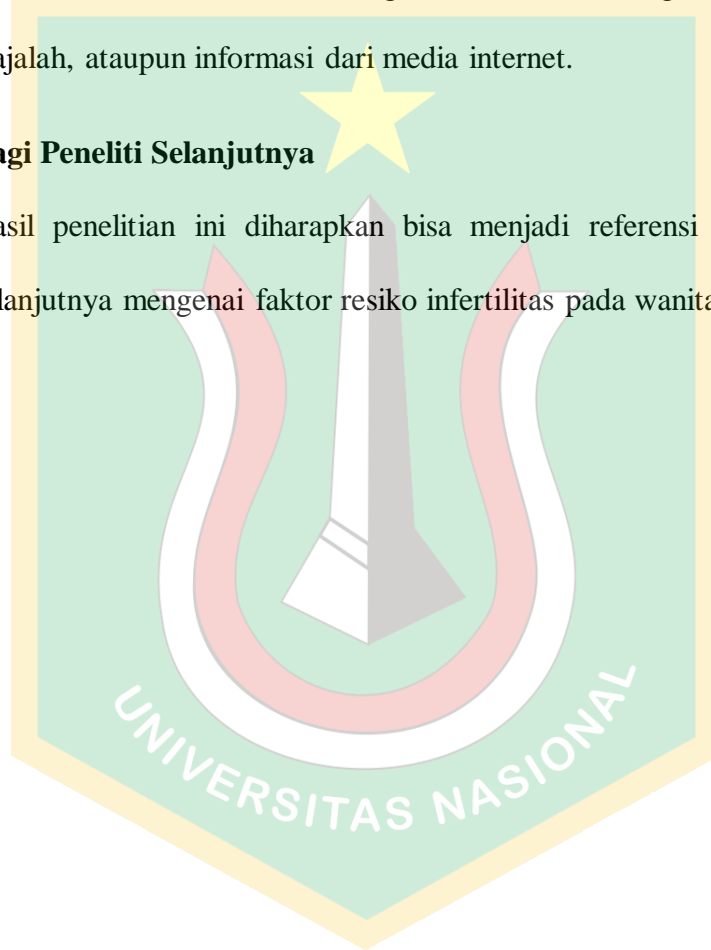 ajalah, ataupun informasi dari media internet.
agi Peneliti Selanjutnya
asil penelitian ini diharapkan bisa menjadi referensi
lanjutnya mengenai faktor resiko infertilitas pada wanita
UNIVERSITAS NASIONAL